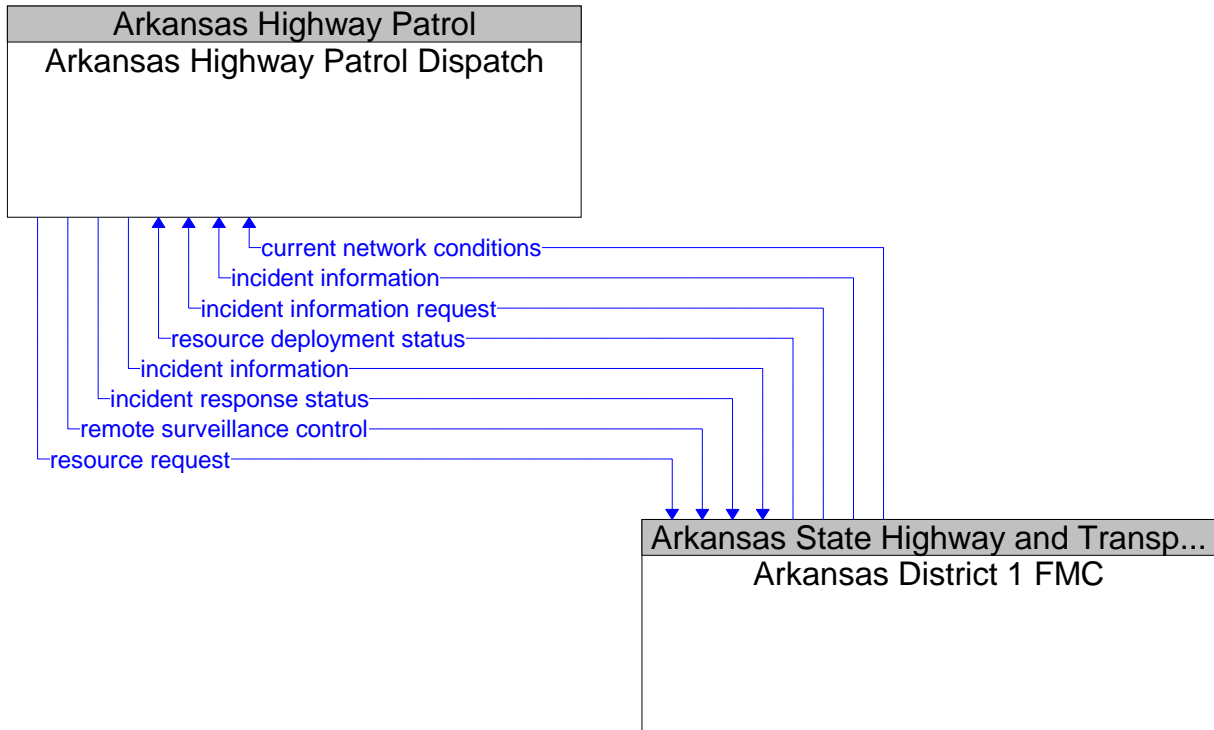 Arkansas Highway Patrol
Arkansas Highway Patrol Dispatch
current network conditions
incident information
incident information request
resource deployment status
incident information
incident response status
remote surveillance control
resource request
Arkansas State Highway and Transp...
Arkansas District 1 FMC